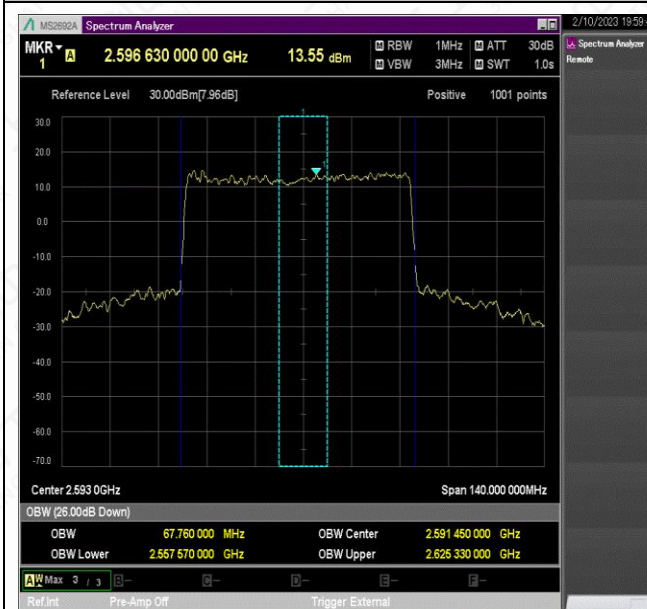 MS2692A Spectrum Analyzer 2/10/2023 19:59
MKR A 2.596 630 000 00 GHz 13.55 dBm M RBW 1MHz M ATT 30dB
1 M VBW 3MHz M SWT 1.0s
Spectrum Analyzer
Remote
Reference Level 30.00dBm[7.96dB] Positive 1001 points
30.0
1
20.0
1
10.0
0.0
-10.0
-20.0
-30.0
-40.0
-50.0
-60.0
-70.0
Center 2.593 0GHz Span 140.000 000MHz
OBW (26.00dB Down)
OBW 67.760 000 MHz OBW Center 2.591 450 000 GHz
OBW Lower 2.557 570 000 GHz OBW Upper 2.625 330 000 GHz
A W Max 3 / 3 B- C- D- E- F-
Ref.Int Pre-Amp Off Trigger External